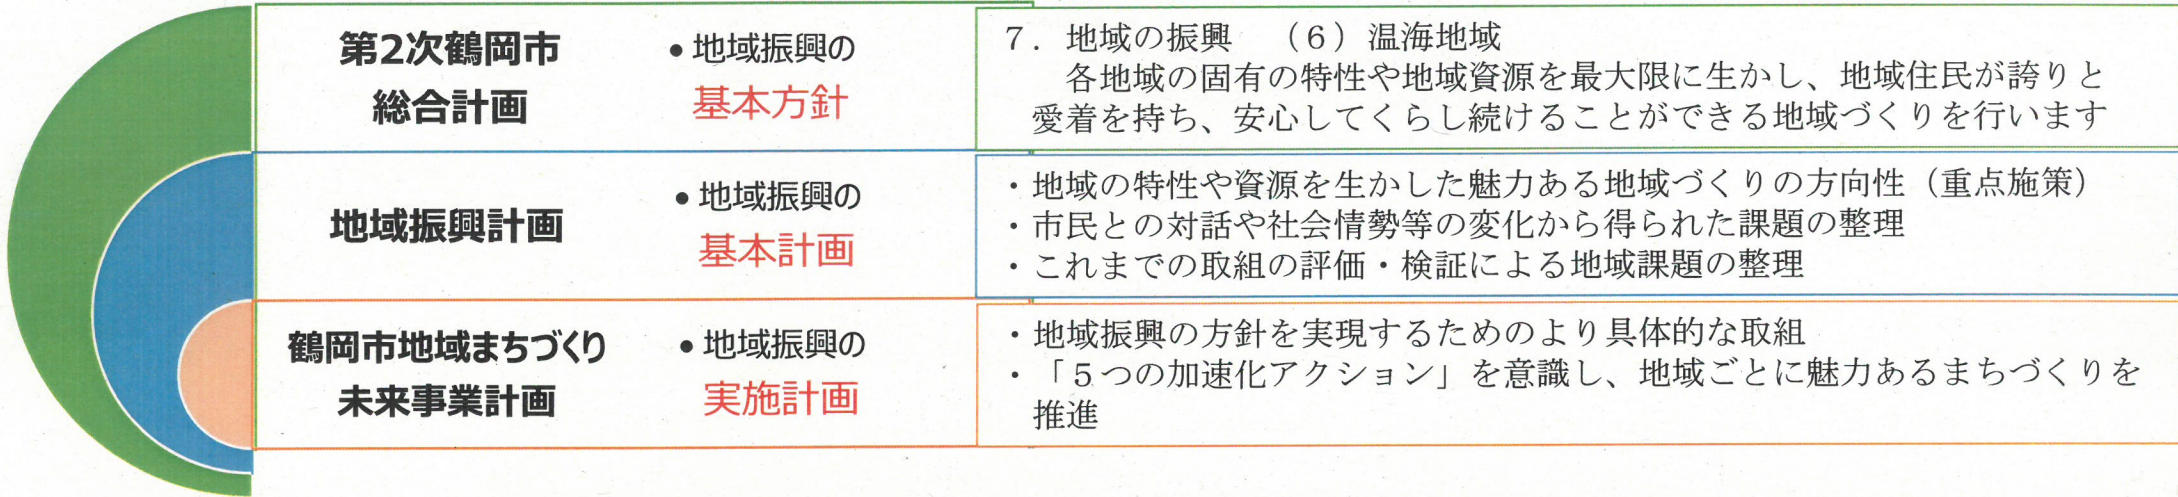 第2次鶴岡市
総合計画
• 地域振興の
基本方針
７．地域の振興　（６）温海地域
各地域の固有の特性や地域資源を最大限に生かし、地域住民が誇りと
愛着を持ち、安心してくらし続けることができる地域づくりを行います
地域振興計画
• 地域振興の
基本計画
・地域の特性や資源を生かした魅力ある地域づくりの方向性（重点施策）
・市民との対話や社会情勢等の変化から得られた課題の整理
・これまでの取組の評価・検証による地域課題の整理
鶴岡市地域まちづくり
未来事業計画
• 地域振興の
実施計画
・地域振興の方針を実現するためのより具体的な取組
・「５つの加速化アクション」を意識し、地域ごとに魅力あるまちづくりを
推進